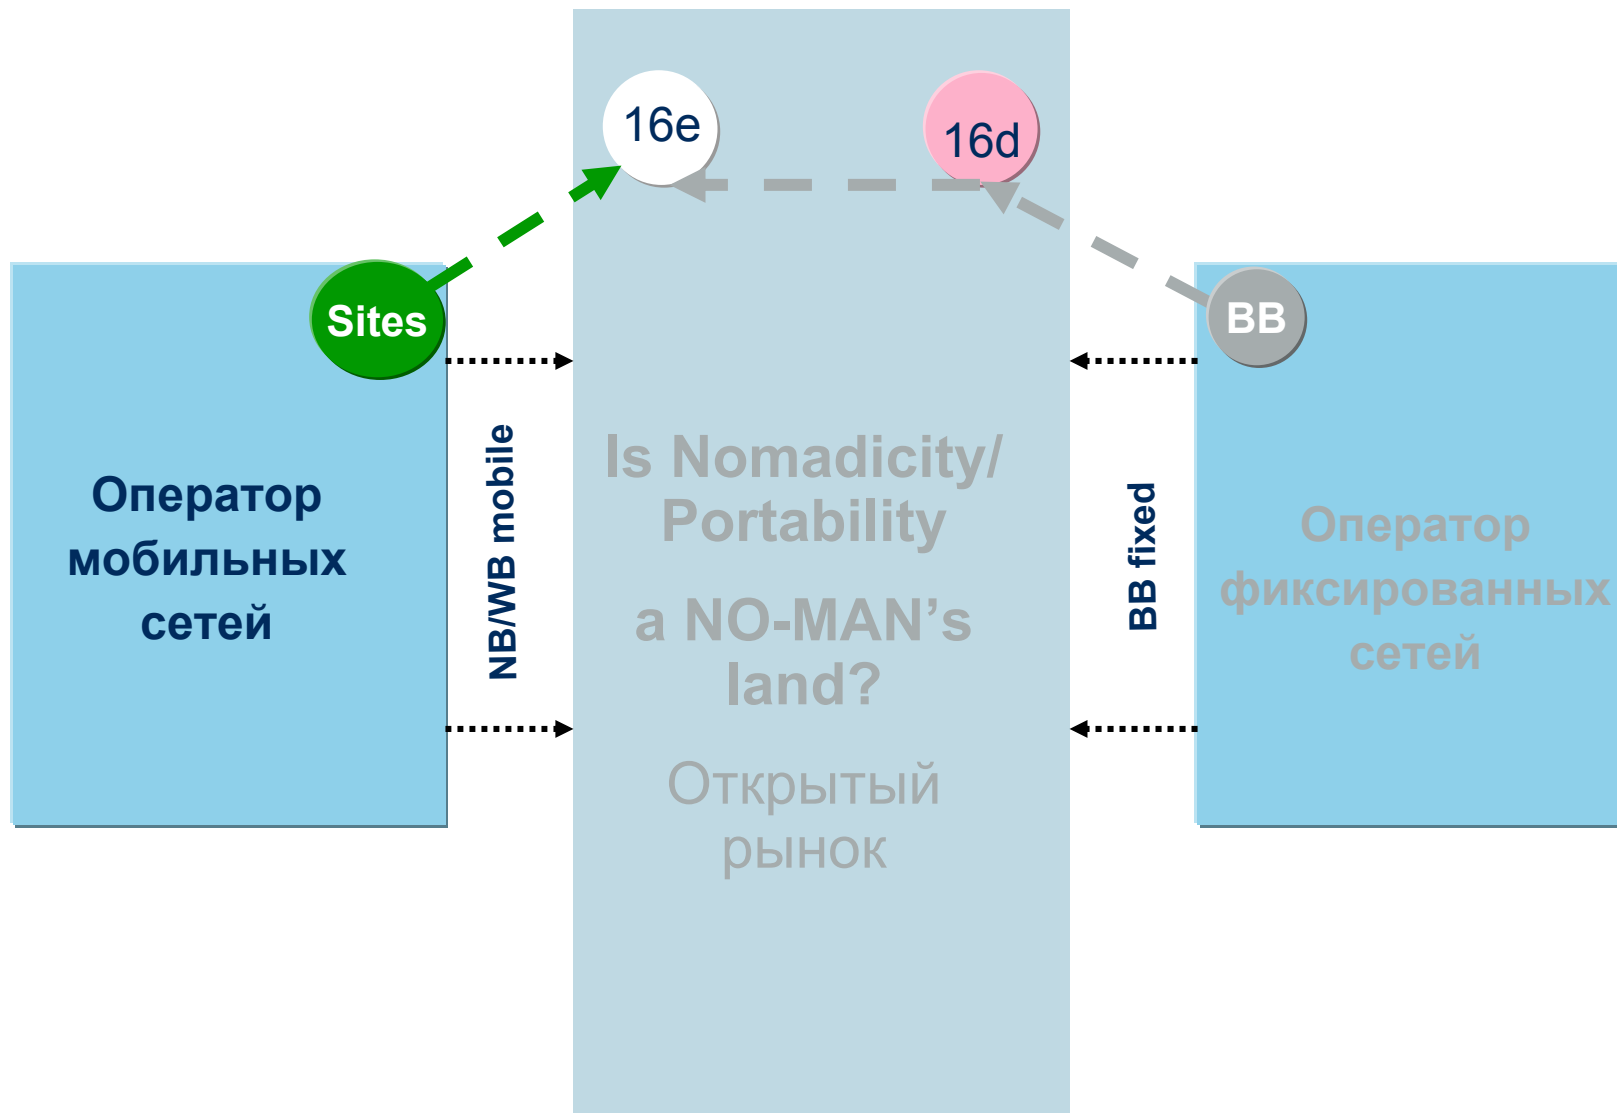 16e
16d
Sites
BB
Оператор
мобильных
сетей
NB/WB mobile
Is Nomadicity/
Portability
a NO-MAN’s
land?
Открытый
рынок
BB fixed
Оператор
фиксированных
сетей